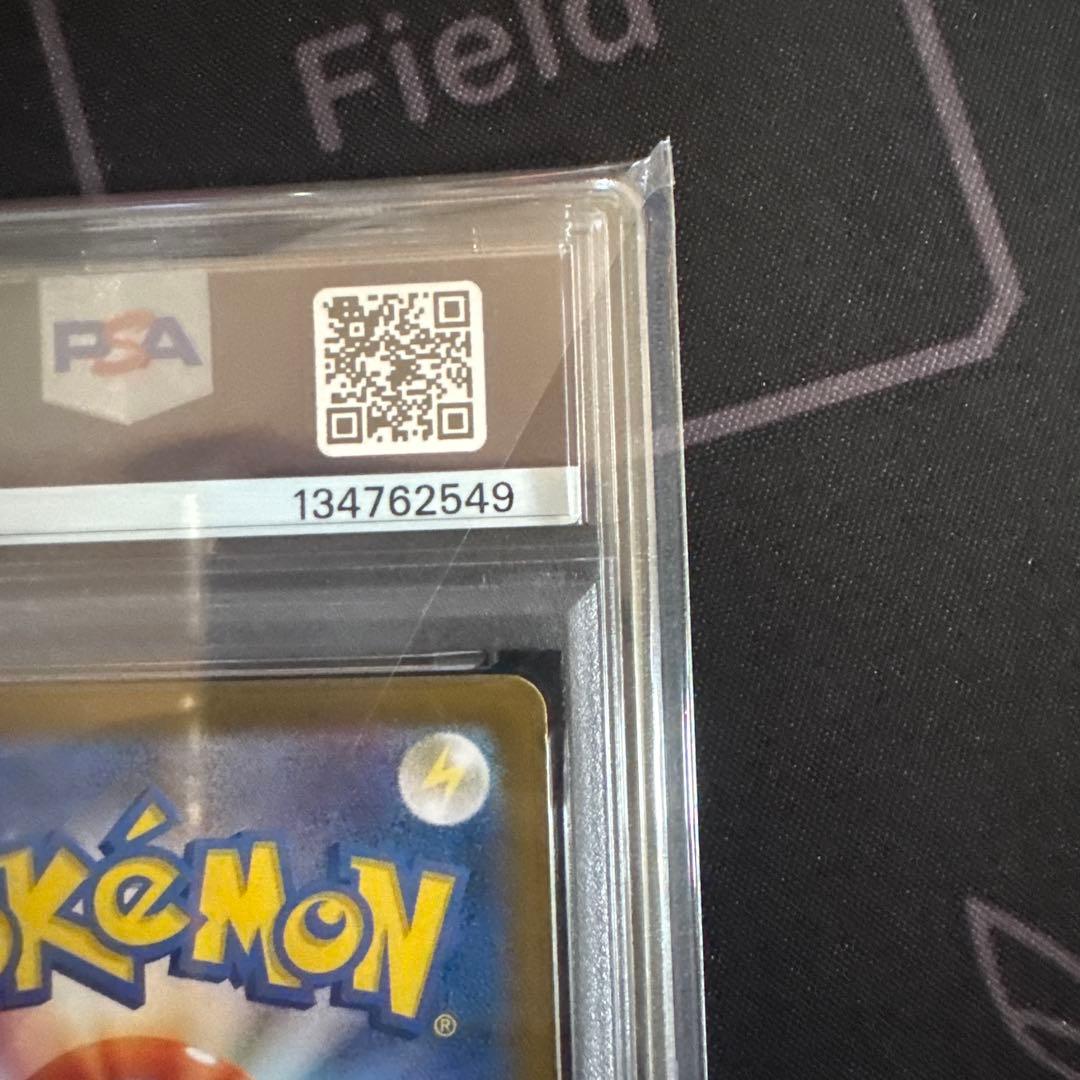 Field
PSA
134762549
POKéMON
®